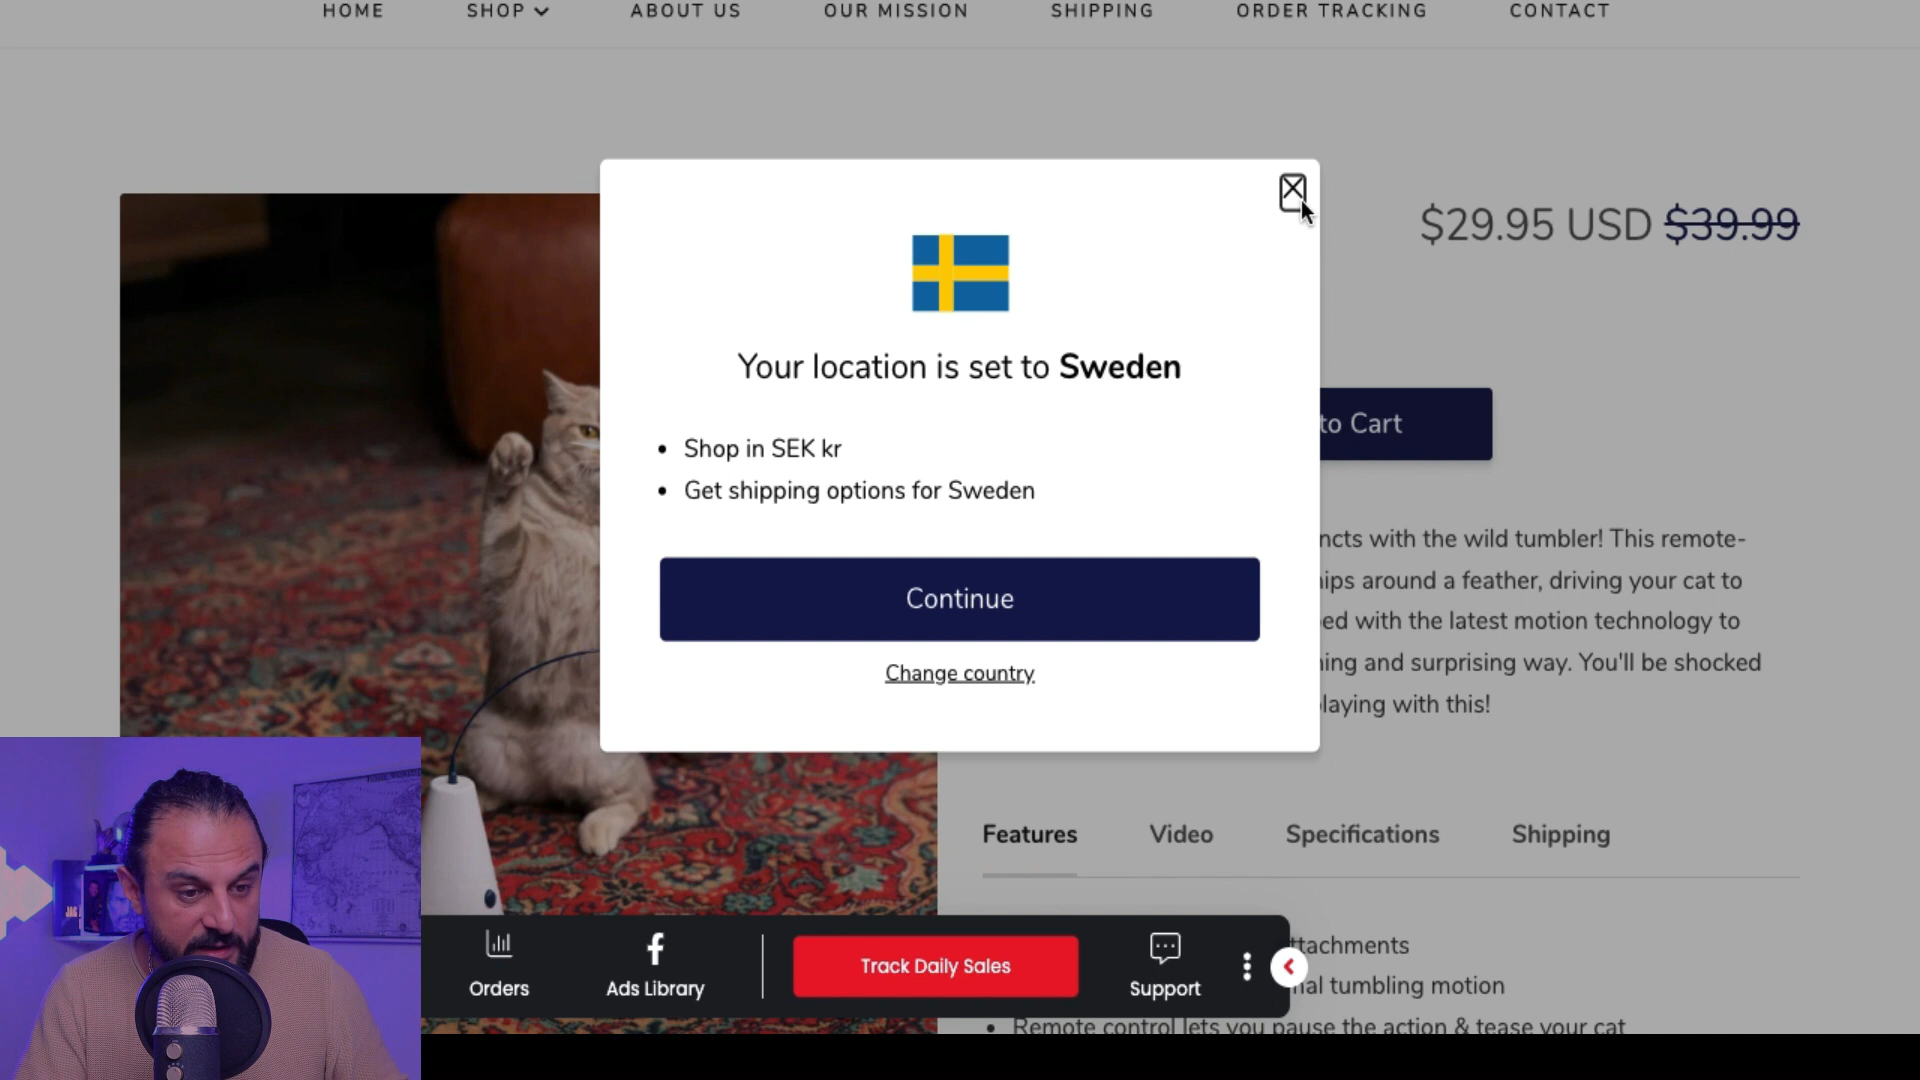 HOME SHOP ABOUT US OUR MISSION SHIPPING ORDER TRACKING CONTACT
$29.95 USD $39.99
Your location is set to Sweden
Shop in SEK kr
Get shipping options for Sweden
Continue
Change country
to Cart
ncts with the wild tumbler! This remote-
ips around a feather, driving your cat to
ed with the latest motion technology to
ing and surprising way. You'll be shocked
laying with this!
Features Video Specifications Shipping
ttachments
nal tumbling motion
Remote control lets you pause the action & tease your cat
Orders
Ads Library
Track Daily Sales
Support